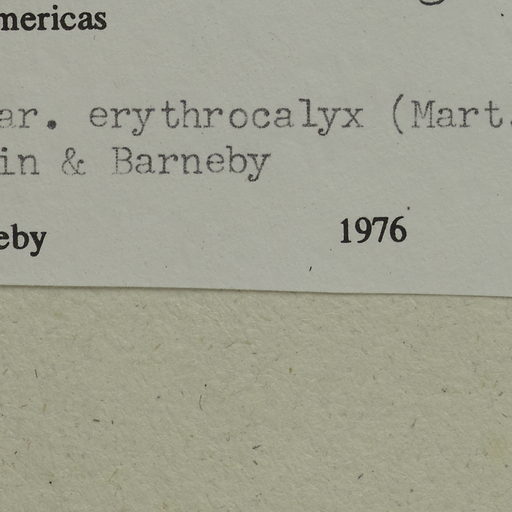 mericas
ar. erythrocalyx (Mart.
in & Barneby
eby 1976